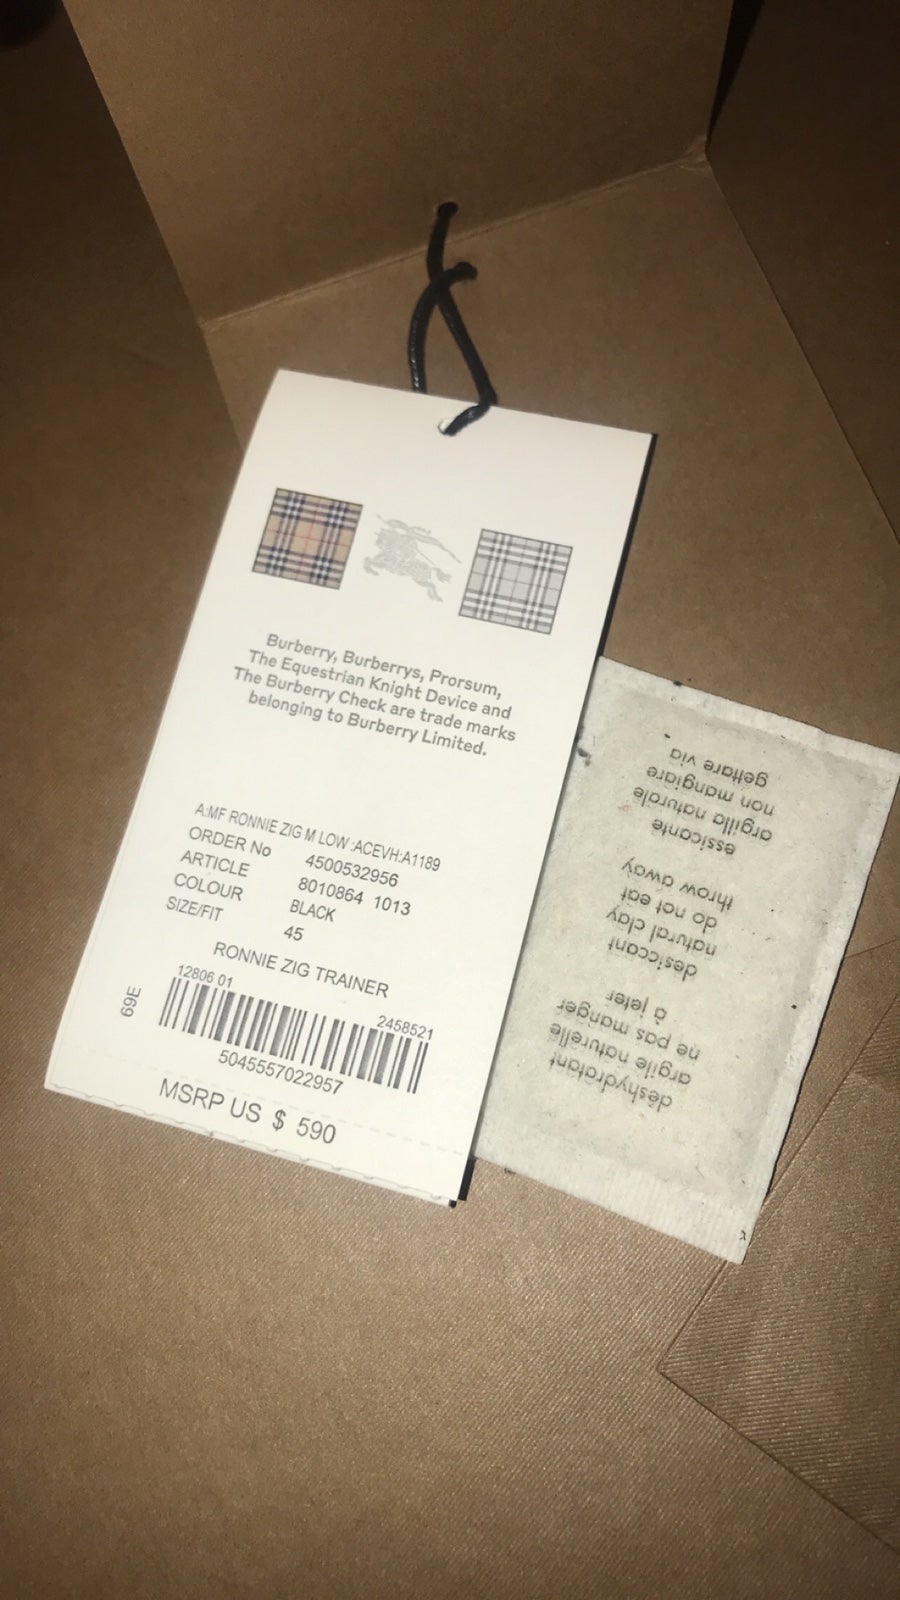 Burberry, Burberrys, Prorsum,
The Equestrian Knight Device and
The Burberry Check are trade marks
belonging to Burberry Limited.
A:MF RONNIE ZIG M LOW :ACEVH:A1189
ORDER No 4500532956
ARTICLE 8010864 1013
COLOUR BLACK
SIZE/FIT 45
RONNIE ZIG TRAINER
12806 01
2458521
69E
5045557022957
MSRP US $ 590
déshydratant
argile naturelle
ne pas manger
à jeter
desiccant
natural clay
do not eat
throw away
essicante
argilla naturale
non mangiare
gettare via